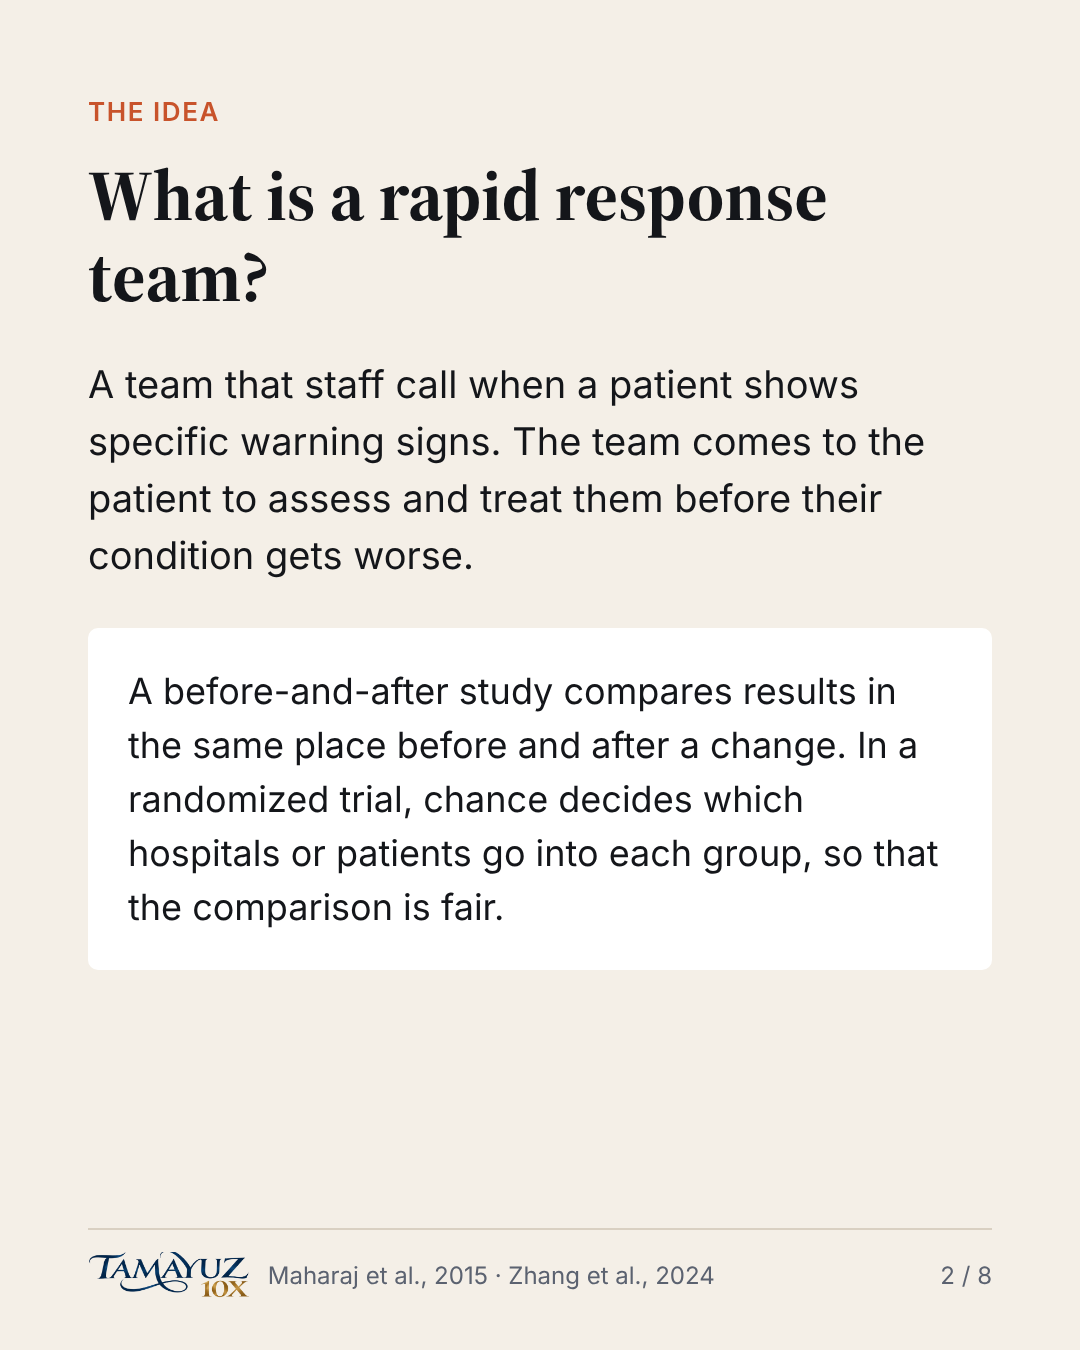 THE IDEA
What is a rapid response
team?
A team that staff call when a patient shows
specific warning signs. The team comes to the
patient to assess and treat them before their
condition gets worse.
A before-and-after study compares results in
the same place before and after a change. In a
randomized trial, chance decides which
hospitals or patients go into each group, so that
the comparison is fair.
TAMAYUZ
10X
Maharaj et al., 2015 · Zhang et al., 2024
2 / 8